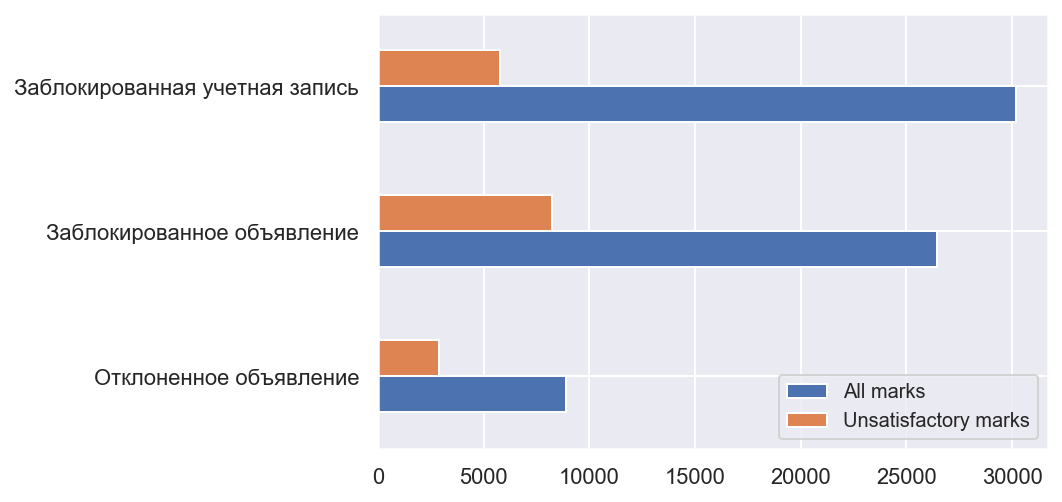 Заблокированная учетная запись
Заблокированное объявление
Отклоненное объявление
All marks
Unsatisfactory marks
0 5000 10000 15000 20000 25000 30000